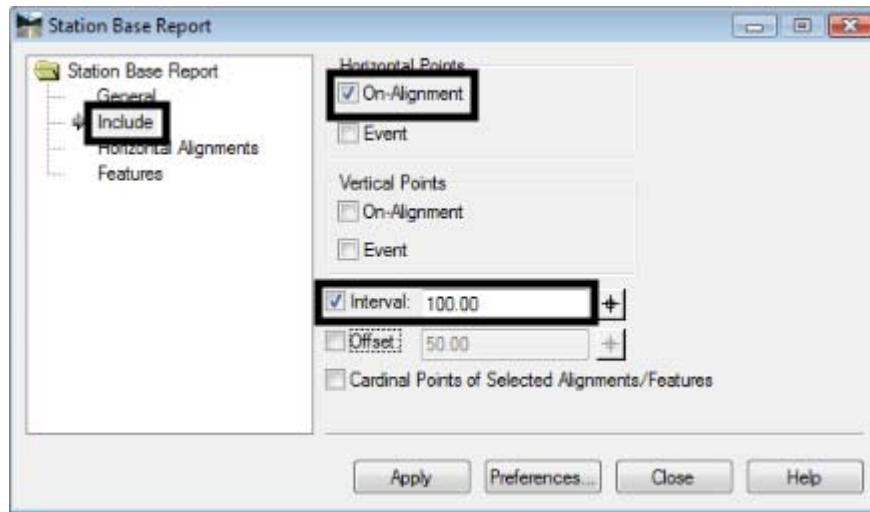 Station Base Report
Station Base Report
General
Include
Horizontal Alignments
Features
Horizontal Points
On-Alignment
Event
Vertical Points
On-Alignment
Event
Interval: 100.00
Offset: 50.00
Cardinal Points of Selected Alignments/Features
Apply Preferences... Close Help